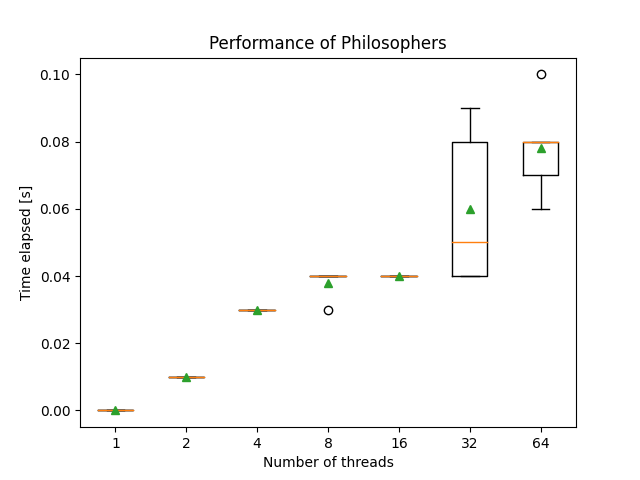 Performance of Philosophers
0.10
0.08
0.06
0.04
0.02
0.00
Time elapsed [s]
1 2 4 8 16 32 64
Number of threads